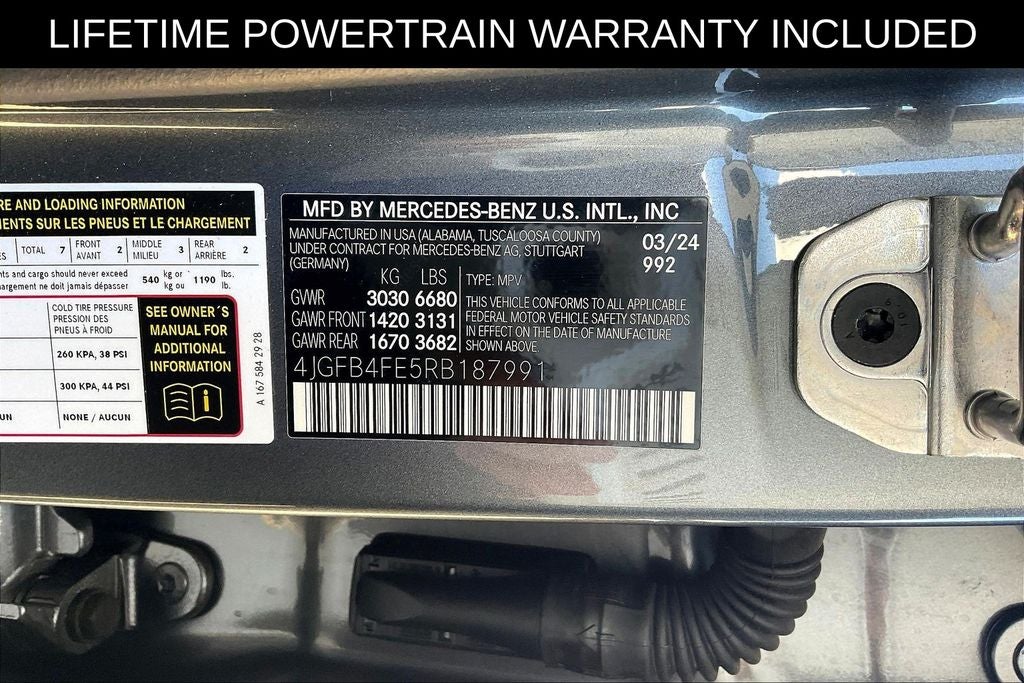 LIFETIME POWERTRAIN WARRANTY INCLUDED
RE AND LOADING INFORMATION
MENTS SUR LES PNEUS ET LE CHARGEMENT
ES TOTAL 7 FRONT AVANT 2 MIDDLE MILIEU 3 REAR ARRIÈRE 2
nts and cargo should never exceed 540 kg or 1190 lbs.
chargement ne doit jamais dépasser kg ou lb.
COLD TIRE PRESSURE
PRESSION DES
PNEUS À FROID
260 KPA, 38 PSI
300 KPA, 44 PSI
UN NONE / AUCUN
SEE OWNER´S
MANUAL FOR
ADDITIONAL
INFORMATION
A 167 584 29 28
MFD BY MERCEDES-BENZ U.S. INTL., INC
MANUFACTURED IN USA (ALABAMA, TUSCALOOSA COUNTY)
UNDER CONTRACT FOR MERCEDES-BENZ AG, STUTTGART
(GERMANY)
03/24
992
KG LBS
GVWR 3030 6680
GAWR FRONT 1420 3131
GAWR REAR 1670 3682
TYPE: MPV
THIS VEHICLE CONFORMS TO ALL APPLICABLE
FEDERAL MOTOR VEHICLE SAFETY STANDARDS
IN EFFECT ON THE DATE OF MANUFACTURE
SHOWN ABOVE.
4JGFB4FE5RB187991